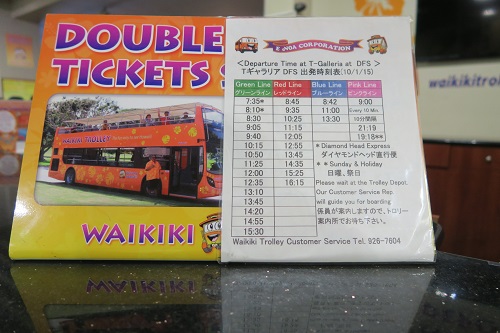 DOUBLE
TICKETS
WAIKIKI TROLLEY
WAIKIKI
E NOA CORPORATION
<Departure Time at T-Galleria at DFS>
Tギャラリア DFS 出発時刻表(10/1/15)
Green Line Red Line Blue Line Pink Line
グリーンライン レッドライン ブルーライン ピンクライン
7:35* 8:45 8:42 9:00
8:10* 9:35 11:00 Every 10 Min.
8:30 10:25 13:30 10分間隔
9:05 11:15 21:19
9:40 12:05 19:18**
10:15 12:55 * Diamond Head Express
10:50 13:45 ダイヤモンドヘッド直行便
11:25 14:35 * * Sunday & Holiday
12:00 15:25 日曜、祭日
12:35 16:15 Please wait at the Trolley Depot.
13:10 Our Customer Service Rep
13:45 will guide you for boarding
14:20 係員が案内しますので、トロリー
14:55 案内所でお待ち下さい。
15:30
Waikiki Trolley Customer Service Tel. 926-7604
waikikitrol
WAIKIKI